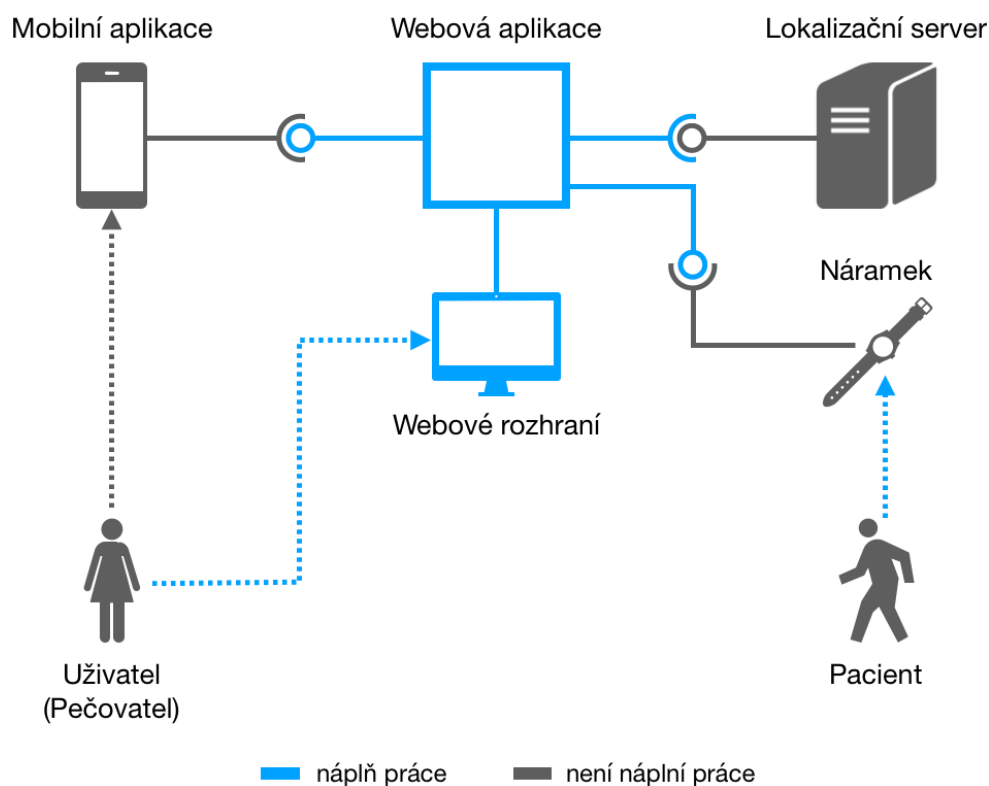 Mobilní aplikace
Webová aplikace
Lokalizační server
Náramek
Webové rozhraní
Uživatel
(Pečovatel)
Pacient
náplň práce
není náplní práce